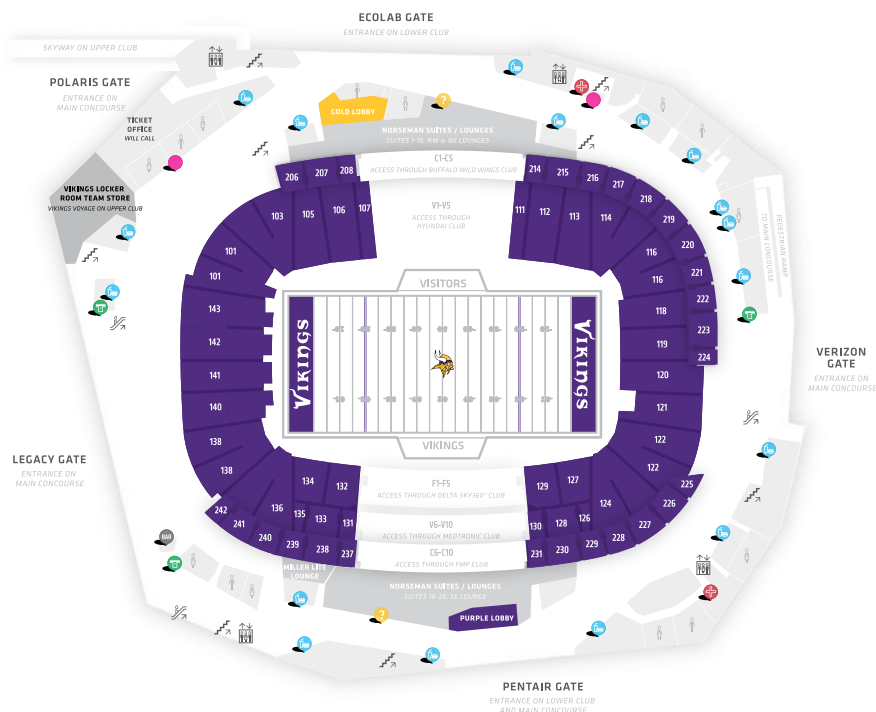 ECOLAB GATE
ENTRANCE ON LOWER CLUB
SKYWAY ON UPPER CLUB
POLARIS GATE
ENTRANCE ON
MAIN CONCOURSE
TICKET
OFFICE
WILL CALL
GOLD LOBBY
?
NORSEMAN SUITES / LOUNGES
SUITES 1-15, NW & NE LOUNGES
C1-C5
ACCESS THROUGH BUFFALO WILD WINGS CLUB
206
207
208
214
215
216
217
218
219
220
221
222
223
224
VIKINGS LOCKER
ROOM TEAM STORE
VIKINGS VOYAGE ON UPPER CLUB
V1-V5
ACCESS THROUGH
HYUNDAI CLUB
103
105
106
107
111
112
113
114
101
101
116
116
118
119
120
121
122
122
143
142
141
140
138
138
PEDESTRIAN RAMP
TO MAIN CONCOURSE
VISITORS
VIKINGS
VIKINGS
VIKINGS
VERIZON
GATE
ENTRANCE ON
MAIN CONCOURSE
LEGACY GATE
ENTRANCE ON
MAIN CONCOURSE
134
132
136
135
133
131
F1-F5
ACCESS THROUGH DELTA SKY360° CLUB
V6-V10
ACCESS THROUGH MEDTRONIC CLUB
C6-C10
ACCESS THROUGH FMP CLUB
129
127
124
130
128
126
242
241
240
239
238
237
231
230
229
228
227
226
225
BAR
MILLER LITE
LOUNGE
NORSEMAN SUITES / LOUNGES
SUITES 16-25, SE LOUNGE
?
PURPLE LOBBY
PENTAIR GATE
ENTRANCE ON LOWER CLUB
AND MAIN CONCOURSE